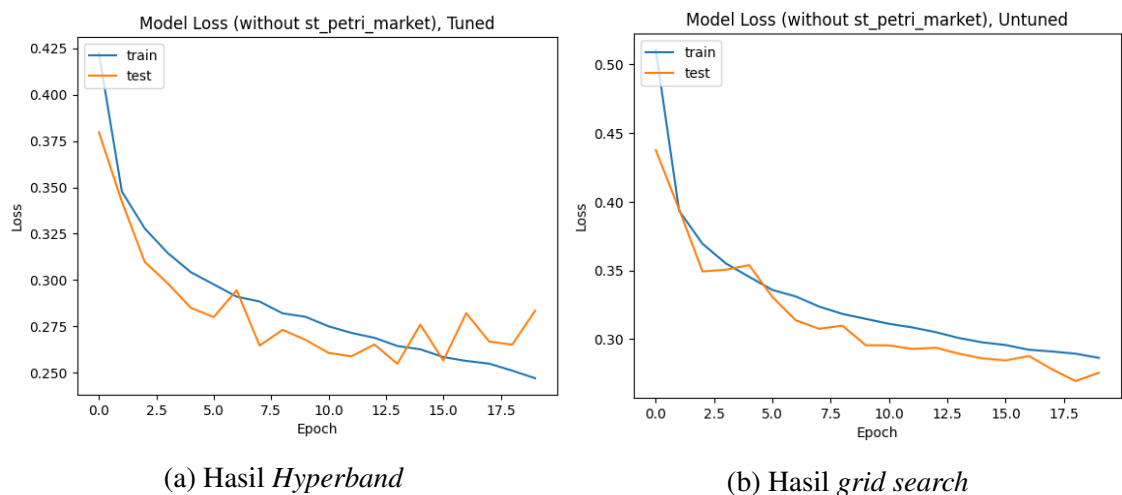 Model Loss (without st_petri_market), Tuned
train
test
0.425
0.400
0.375
0.350
0.325
0.300
0.275
0.250
Loss
0.0
2.5
5.0
7.5
10.0
12.5
15.0
17.5
Epoch
(a) Hasil Hyperband
Model Loss (without st_petri_market), Untuned
train
test
0.50
0.45
0.40
0.35
0.30
Loss
0.0
2.5
5.0
7.5
10.0
12.5
15.0
17.5
Epoch
(b) Hasil grid search